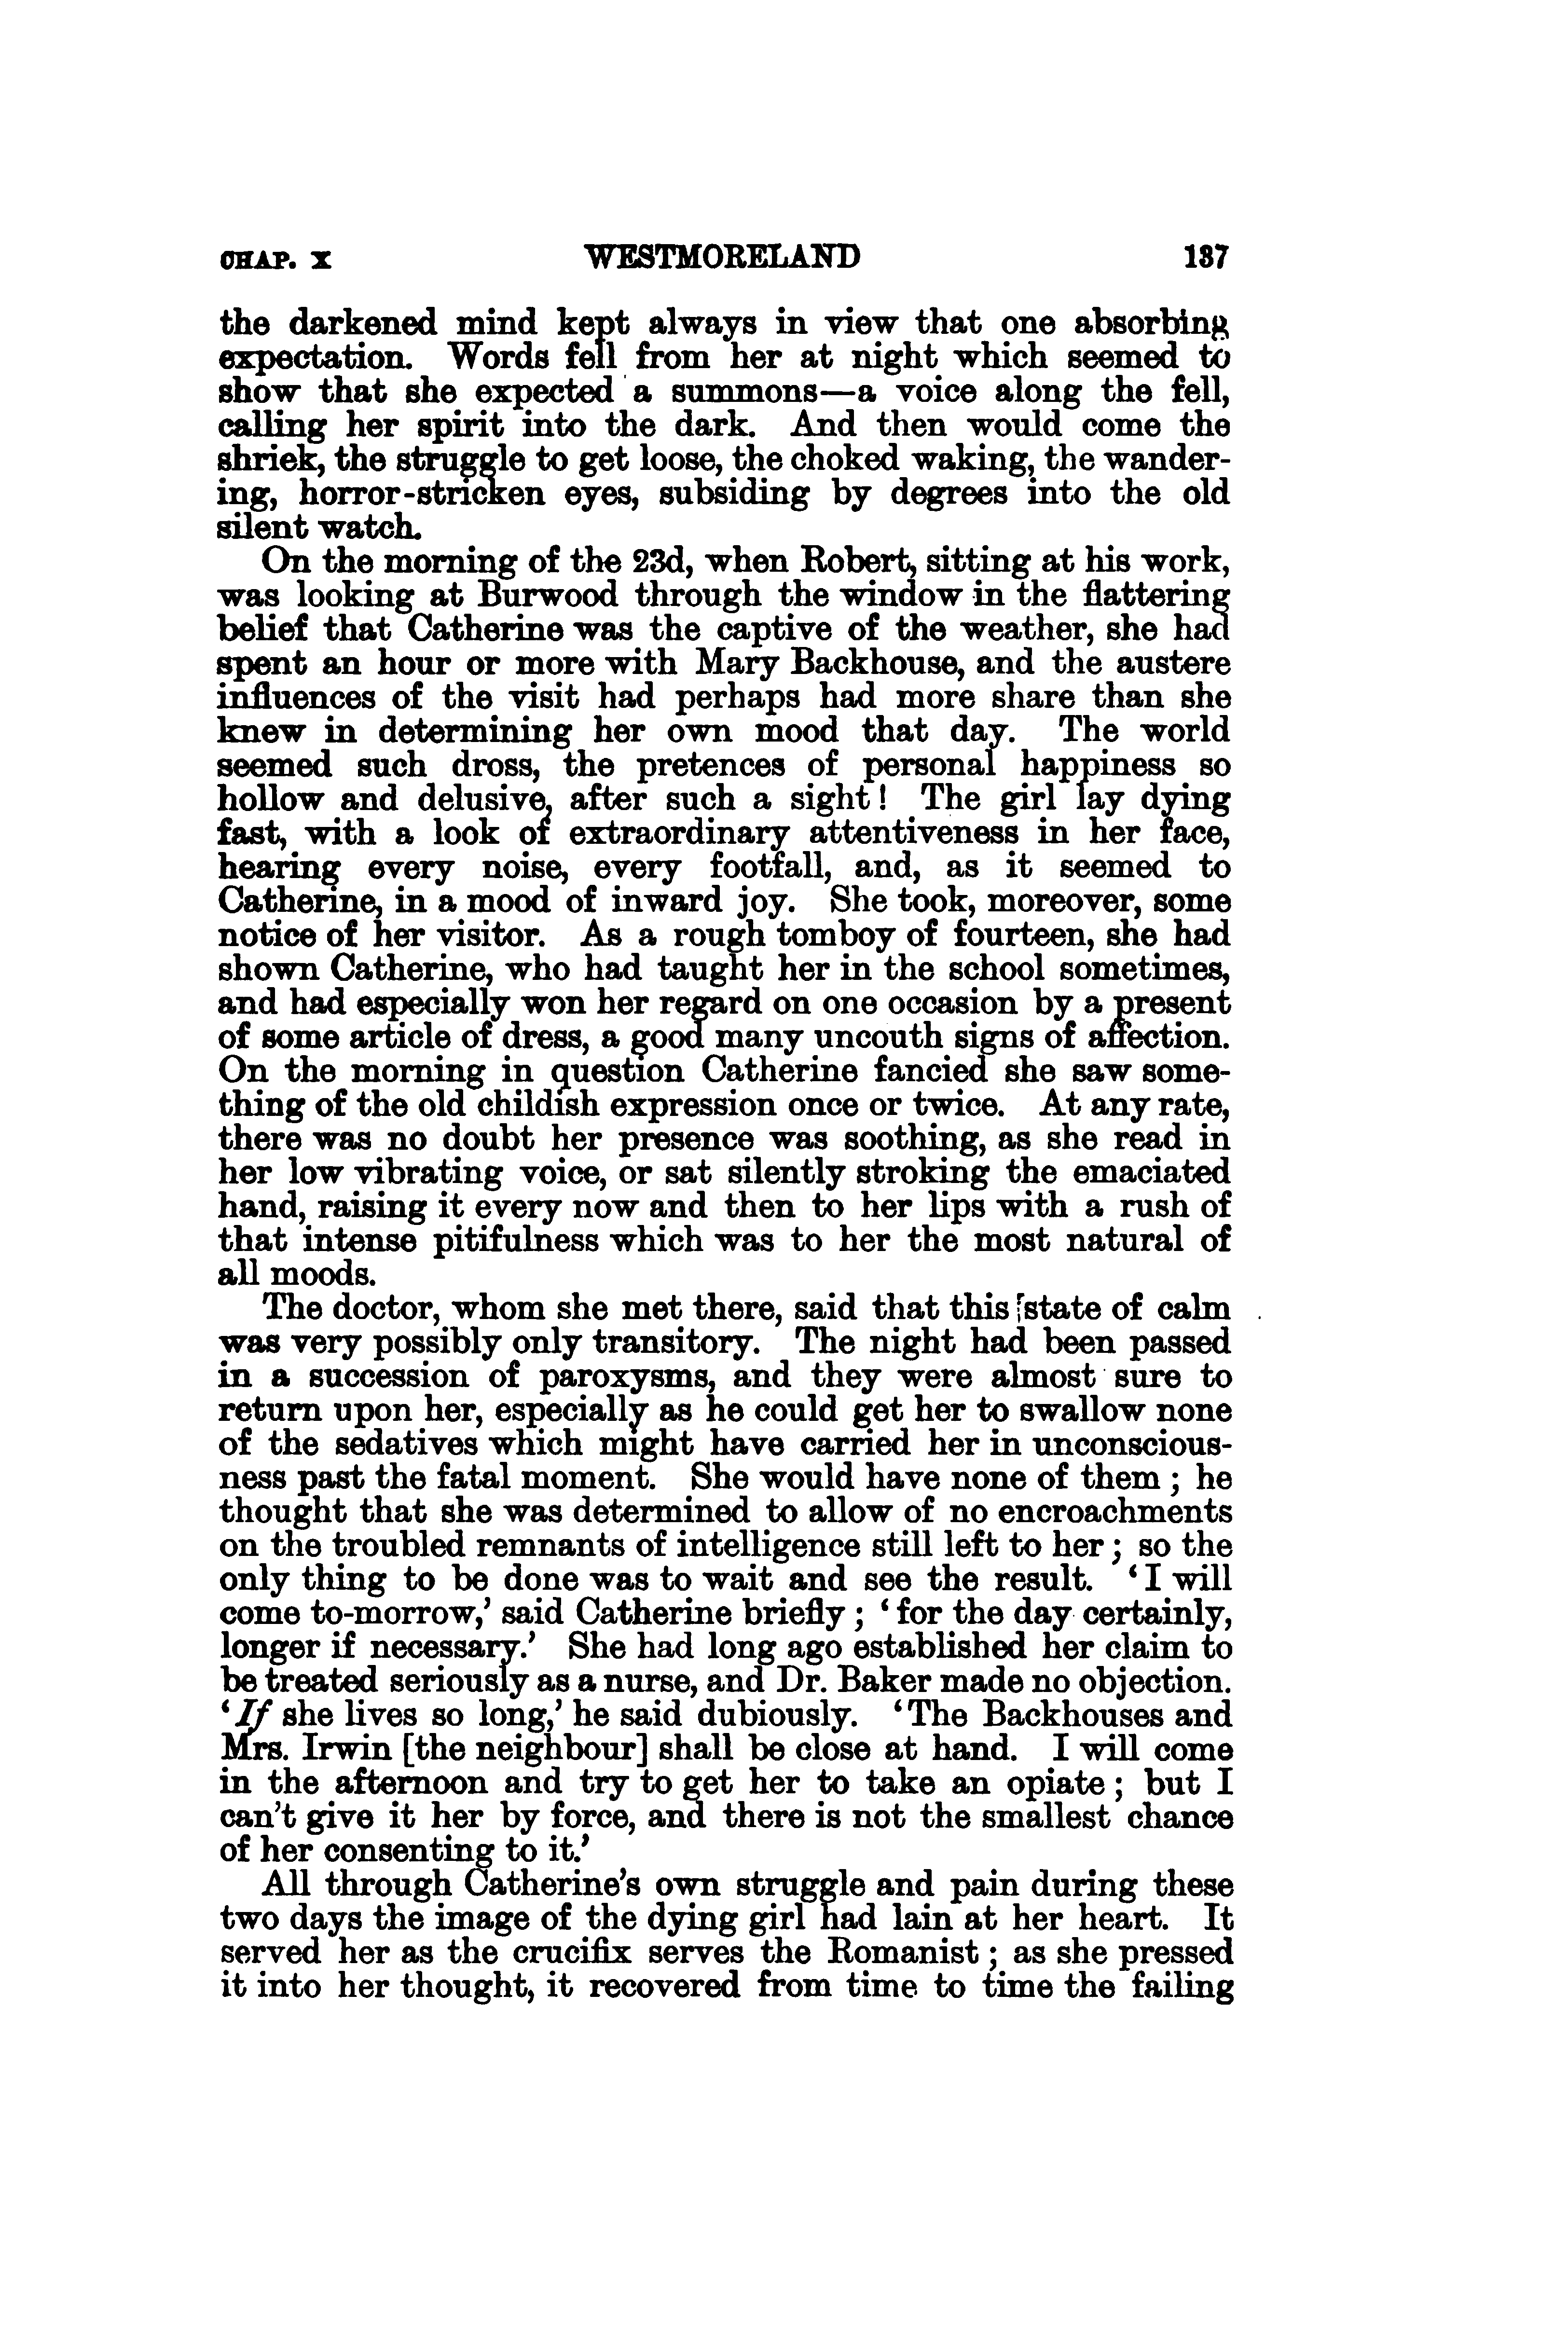 CHAP. X WESTMORELAND 137
the darkened mind kept always in view that one absorbing
expectation. Words fell from her at night which seemed to
show that she expected a summons—a voice along the fell,
calling her spirit into the dark. And then would come the
shriek, the struggle to get loose, the choked waking, the wander-
ing, horror-stricken eyes, subsiding by degrees into the old
silent watch.
On the morning of the 23d, when Robert, sitting at his work,
was looking at Burwood through the window in the flattering
belief that Catherine was the captive of the weather, she had
spent an hour or more with Mary Backhouse, and the austere
influences of the visit had perhaps had more share than she
knew in determining her own mood that day. The world
seemed such dross, the pretences of personal happiness so
hollow and delusive, after such a sight! The girl lay dying
fast, with a look of extraordinary attentiveness in her face,
hearing every noise, every footfall, and, as it seemed to
Catherine, in a mood of inward joy. She took, moreover, some
notice of her visitor. As a rough tomboy of fourteen, she had
shown Catherine, who had taught her in the school sometimes,
and had especially won her regard on one occasion by a present
of some article of dress, a good many uncouth signs of affection.
On the morning in question Catherine fancied she saw some-
thing of the old childish expression once or twice. At any rate,
there was no doubt her presence was soothing, as she read in
her low vibrating voice, or sat silently stroking the emaciated
hand, raising it every now and then to her lips with a rush of
that intense pitifulness which was to her the most natural of
all moods.
The doctor, whom she met there, said that this state of calm
was very possibly only transitory. The night had been passed
in a succession of paroxysms, and they were almost sure to
return upon her, especially as he could get her to swallow none
of the sedatives which might have carried her in unconscious-
ness past the fatal moment. She would have none of them; he
thought that she was determined to allow of no encroachments
on the troubled remnants of intelligence still left to her; so the
only thing to be done was to wait and see the result. ‘I will
come to-morrow,’ said Catherine briefly; ‘for the day certainly,
longer if necessary.’ She had long ago established her claim to
be treated seriously as a nurse, and Dr. Baker made no objection.
‘If she lives so long,’ he said dubiously. ‘The Backhouses and
Mrs. Irwin [the neighbour] shall be close at hand. I will come
in the afternoon and try to get her to take an opiate; but I
can’t give it her by force, and there is not the smallest chance
of her consenting to it.’
All through Catherine’s own struggle and pain during these
two days the image of the dying girl had lain at her heart. It
served her as the crucifix serves the Romanist; as she pressed
it into her thought, it recovered from time to time the failing